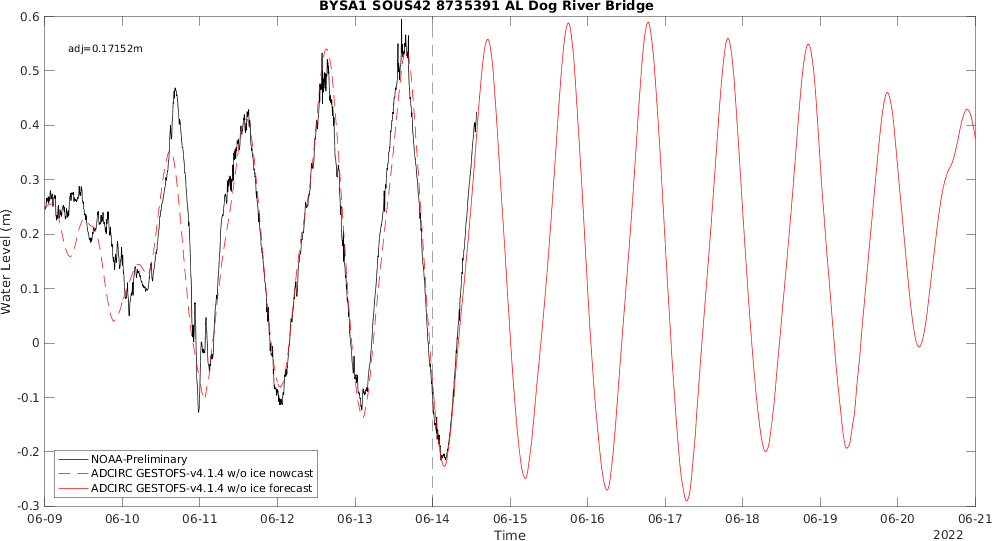 BYSA1 SOUS42 8735391 AL Dog River Bridge
adj=0.17152m
0.6
0.5
0.4
0.3
0.2
0.1
0
-0.1
-0.2
-0.3
Water Level (m)
NOAA-Preliminary
ADCIRC GESTOFS-v4.1.4 w/o ice nowcast
ADCIRC GESTOFS-v4.1.4 w/o ice forecast
06-09 06-10 06-11 06-12 06-13 06-14 06-15 06-16 06-17 06-18 06-19 06-20 06-21
Time
2022